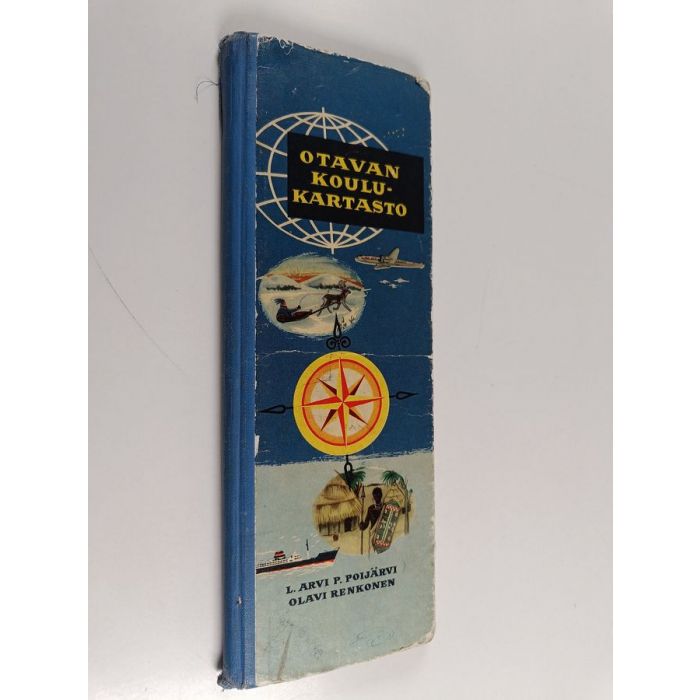 OTAVAN
KOULU-
KARTASTO
L. ARVI P. POIJÄRVI
OLAVI RENKONEN